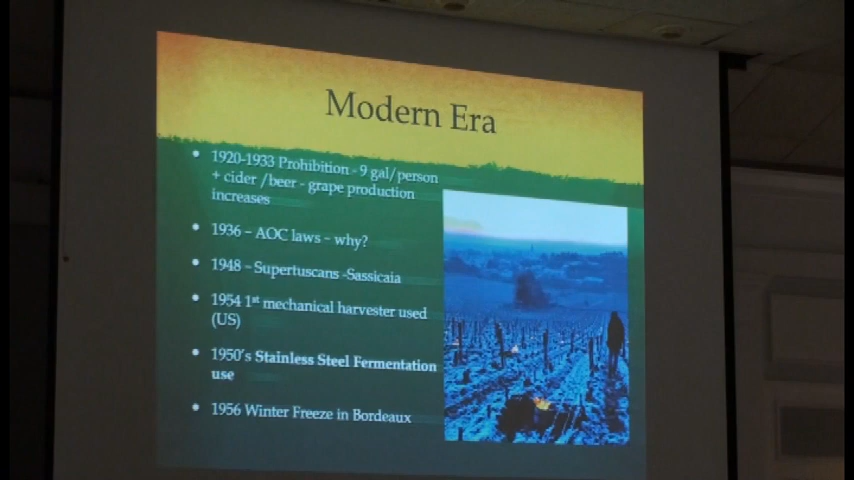 Modern Era
• 1920-1933 Prohibition - 9 gal/person
+ cider /beer - grape production
increases
• 1936 – AOC laws – why?
• 1948 – Supertuscans -Sassicaia
• 1954 1st mechanical harvester used
(US)
• 1950's Stainless Steel Fermentation
use
• 1956 Winter Freeze in Bordeaux